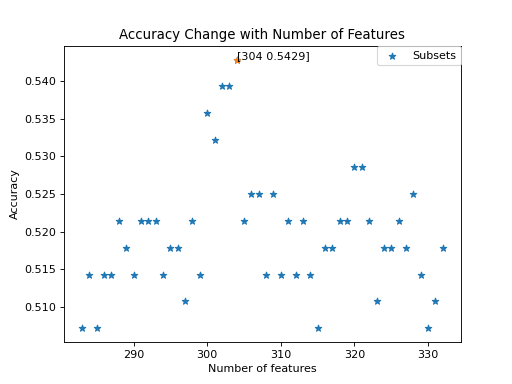 Accuracy Change with Number of Features
[304 0.5429]
Subsets
0.540
0.535
0.530
0.525
0.520
0.515
0.510
Accuracy
290 300 310 320 330
Number of features